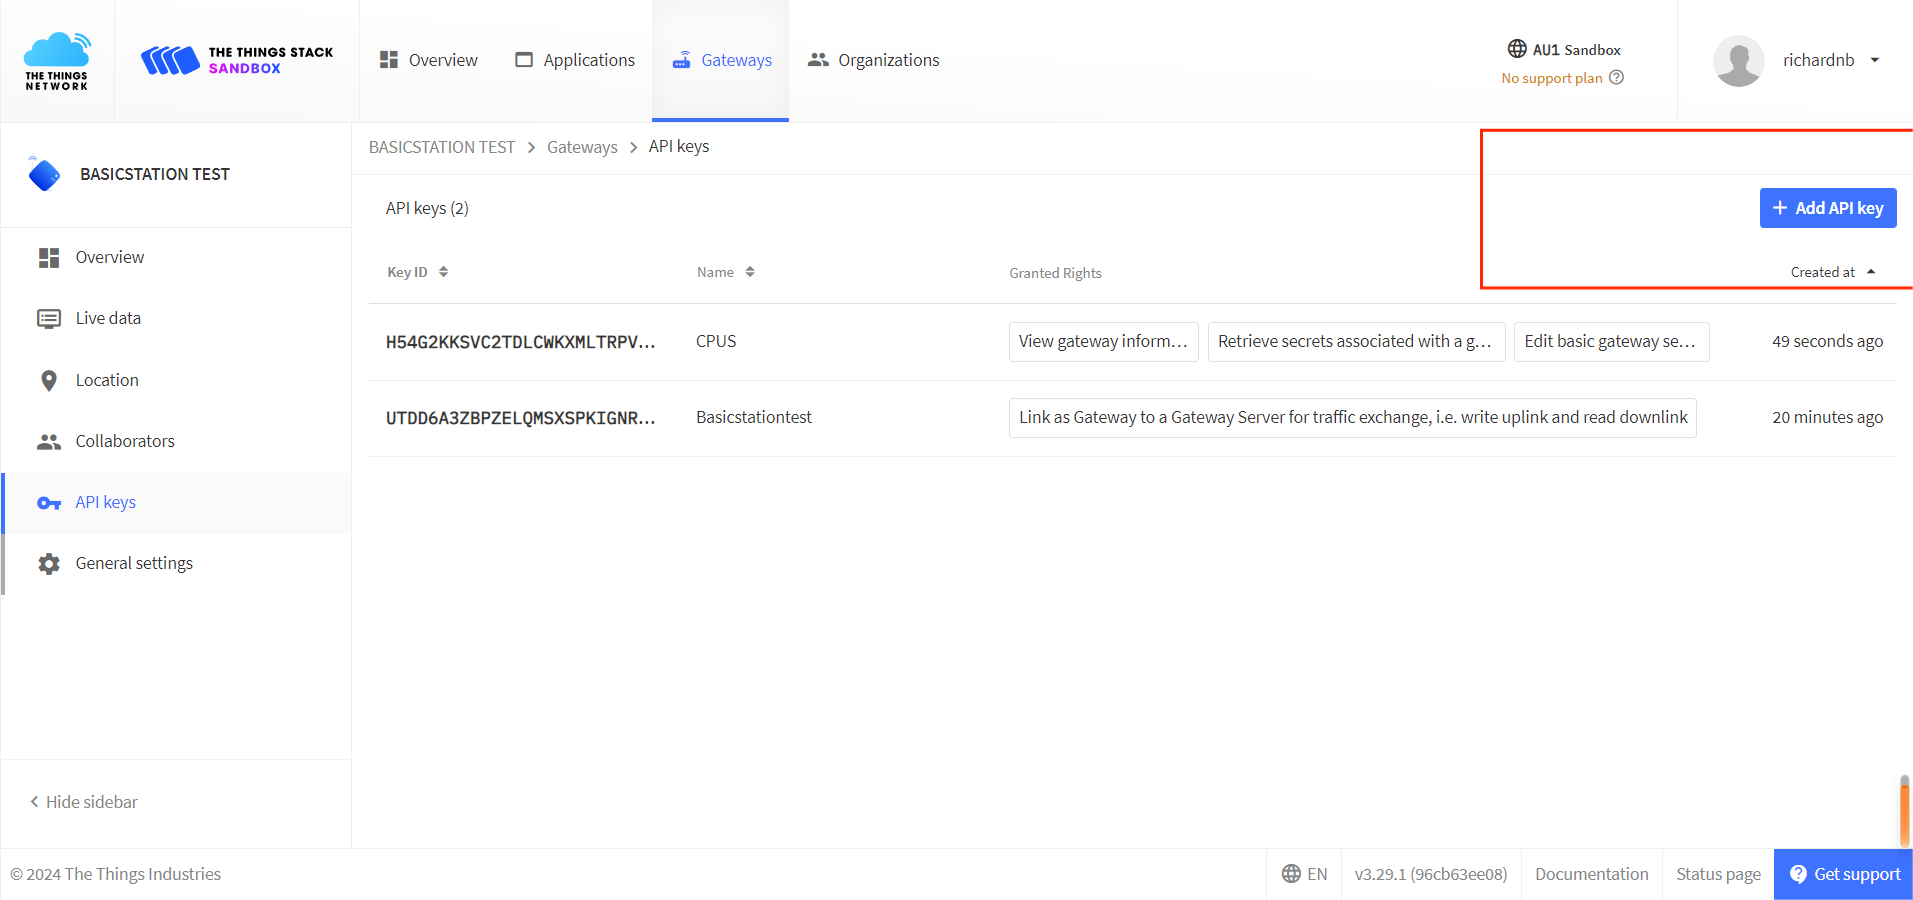 THE THINGS
NETWORK
THE THINGS STACK
SANDBOX
Overview
Applications
Gateways
Organizations
AU1 Sandbox
No support plan
richardnb
BASICSTATION TEST
Overview
Live data
Location
Collaborators
API keys
General settings
Hide sidebar
BASICSTATION TEST > Gateways > API keys
API keys (2)
+ Add API key
Key ID Name Granted Rights Created at
H54G2KKSVC2TDLCWKXMLTRPV... CPUS View gateway inform... Retrieve secrets associated with a g... Edit basic gateway se... 49 seconds ago
UTDD6A3ZBPZELQMSXSPKIGNR... Basicstationtest Link as Gateway to a Gateway Server for traffic exchange, i.e. write uplink and read downlink 20 minutes ago
© 2024 The Things Industries
EN
v3.29.1 (96cb63ee08)
Documentation
Status page
Get support